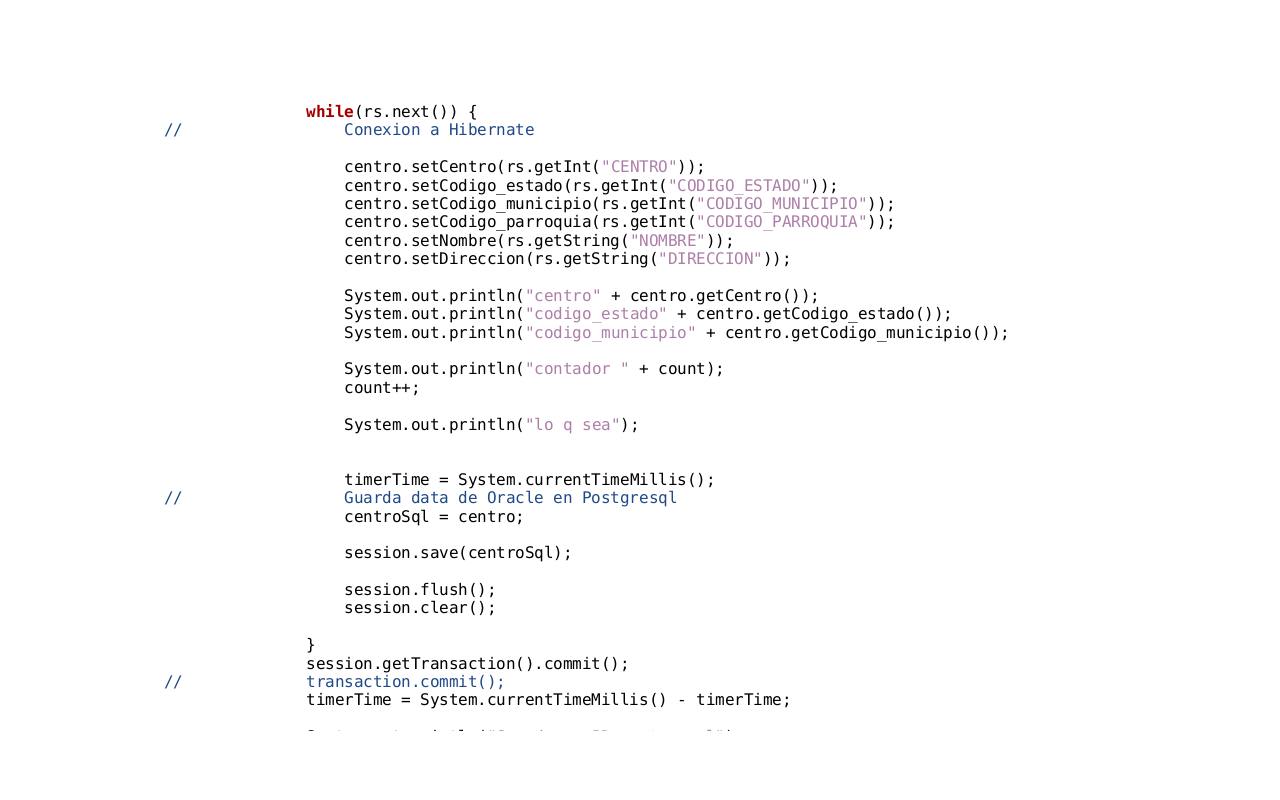 while(rs.next()) {
// Conexion a Hibernate
centro.setCentro(rs.getInt("CENTRO"));
centro.setCodigo_estado(rs.getInt("CODIGO_ESTADO"));
centro.setCodigo_municipio(rs.getInt("CODIGO_MUNICIPIO"));
centro.setCodigo_parroquia(rs.getInt("CODIGO_PARROQUIA"));
centro.setNombre(rs.getString("NOMBRE"));
centro.setDireccion(rs.getString("DIRECCION"));
System.out.println("centro" + centro.getCentro());
System.out.println("codigo_estado" + centro.getCodigo_estado());
System.out.println("codigo_municipio" + centro.getCodigo_municipio());
System.out.println("contador " + count);
count++;
System.out.println("lo q sea");
timerTime = System.currentTimeMillis();
// Guarda data de Oracle en Postgresql
centroSql = centro;
session.save(centroSql);
session.flush();
session.clear();
}
session.getTransaction().commit();
// transaction.commit();
timerTime = System.currentTimeMillis() - timerTime;